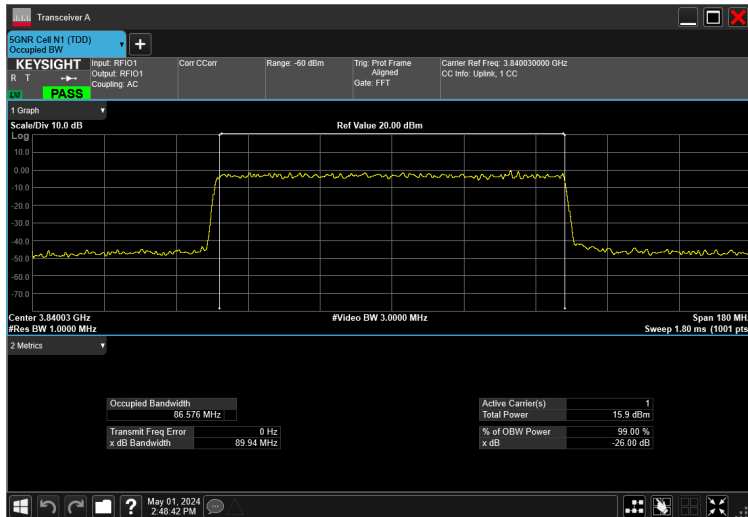 Transceiver A
5GNR Cell N1 (TDD)
Occupied BW
KEYSIGHT
R T
LXI
PASS
Input: RFIO1
Output: RFIO1
Coupling: AC
Corr CCorr
Range: -60 dBm
Trig: Prot Frame
Aligned
Gate: FFT
Carrier Ref Freq: 3.840030000 GHz
CC Info: Uplink, 1 CC
1 Graph
Scale/Div 10.0 dB
Ref Value 20.00 dBm
Log
10.0
0.00
-10.0
-20.0
-30.0
-40.0
-50.0
-60.0
-70.0
Center 3.84003 GHz
#Video BW 3.0000 MHz
Span 180 MH
#Res BW 1.0000 MHz
Sweep 1.80 ms (1001 pts
2 Metrics
Occupied Bandwidth
86.576 MHz
Transmit Freq Error 0 Hz
x dB Bandwidth 89.94 MHz
Active Carrier(s) 1
Total Power 15.9 dBm
% of OBW Power 99.00 %
x dB -26.00 dB
?
May 01, 2024
2:48:42 PM